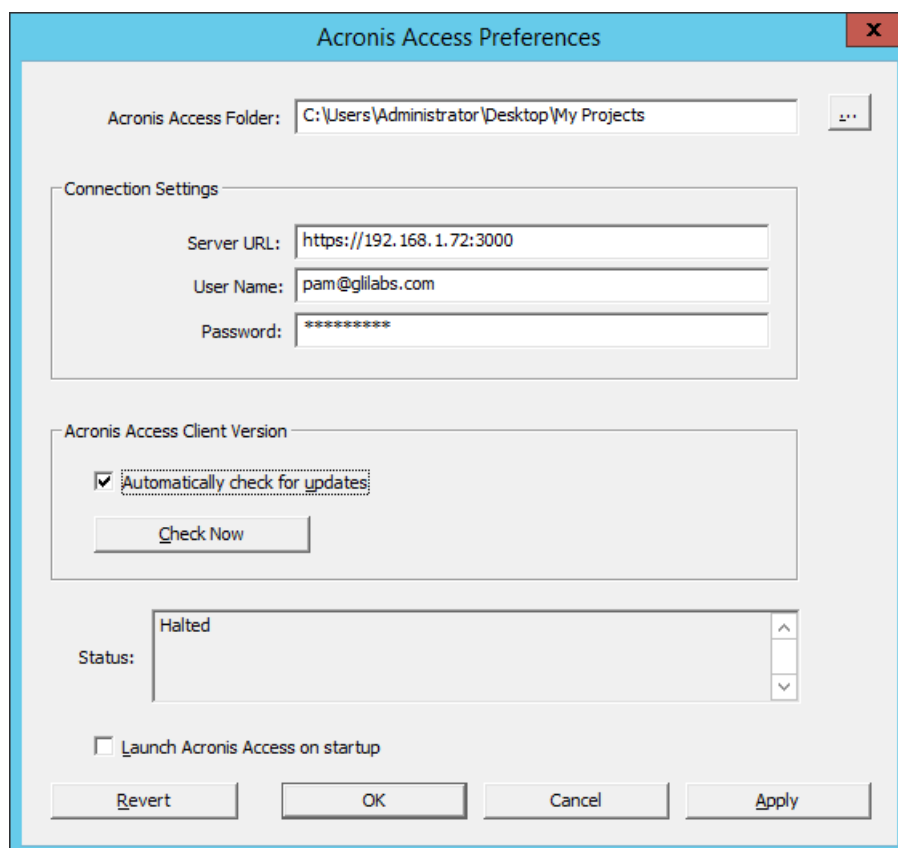 Acronis Access Preferences
x
Acronis Access Folder: C:\Users\Administrator\Desktop\My Projects ...
Connection Settings
Server URL: https://192.168.1.72:3000
User Name: pam@glilabs.com
Password: *********
Acronis Access Client Version
Automatically check for updates
Check Now
Status: Halted
Launch Acronis Access on startup
Revert OK Cancel Apply